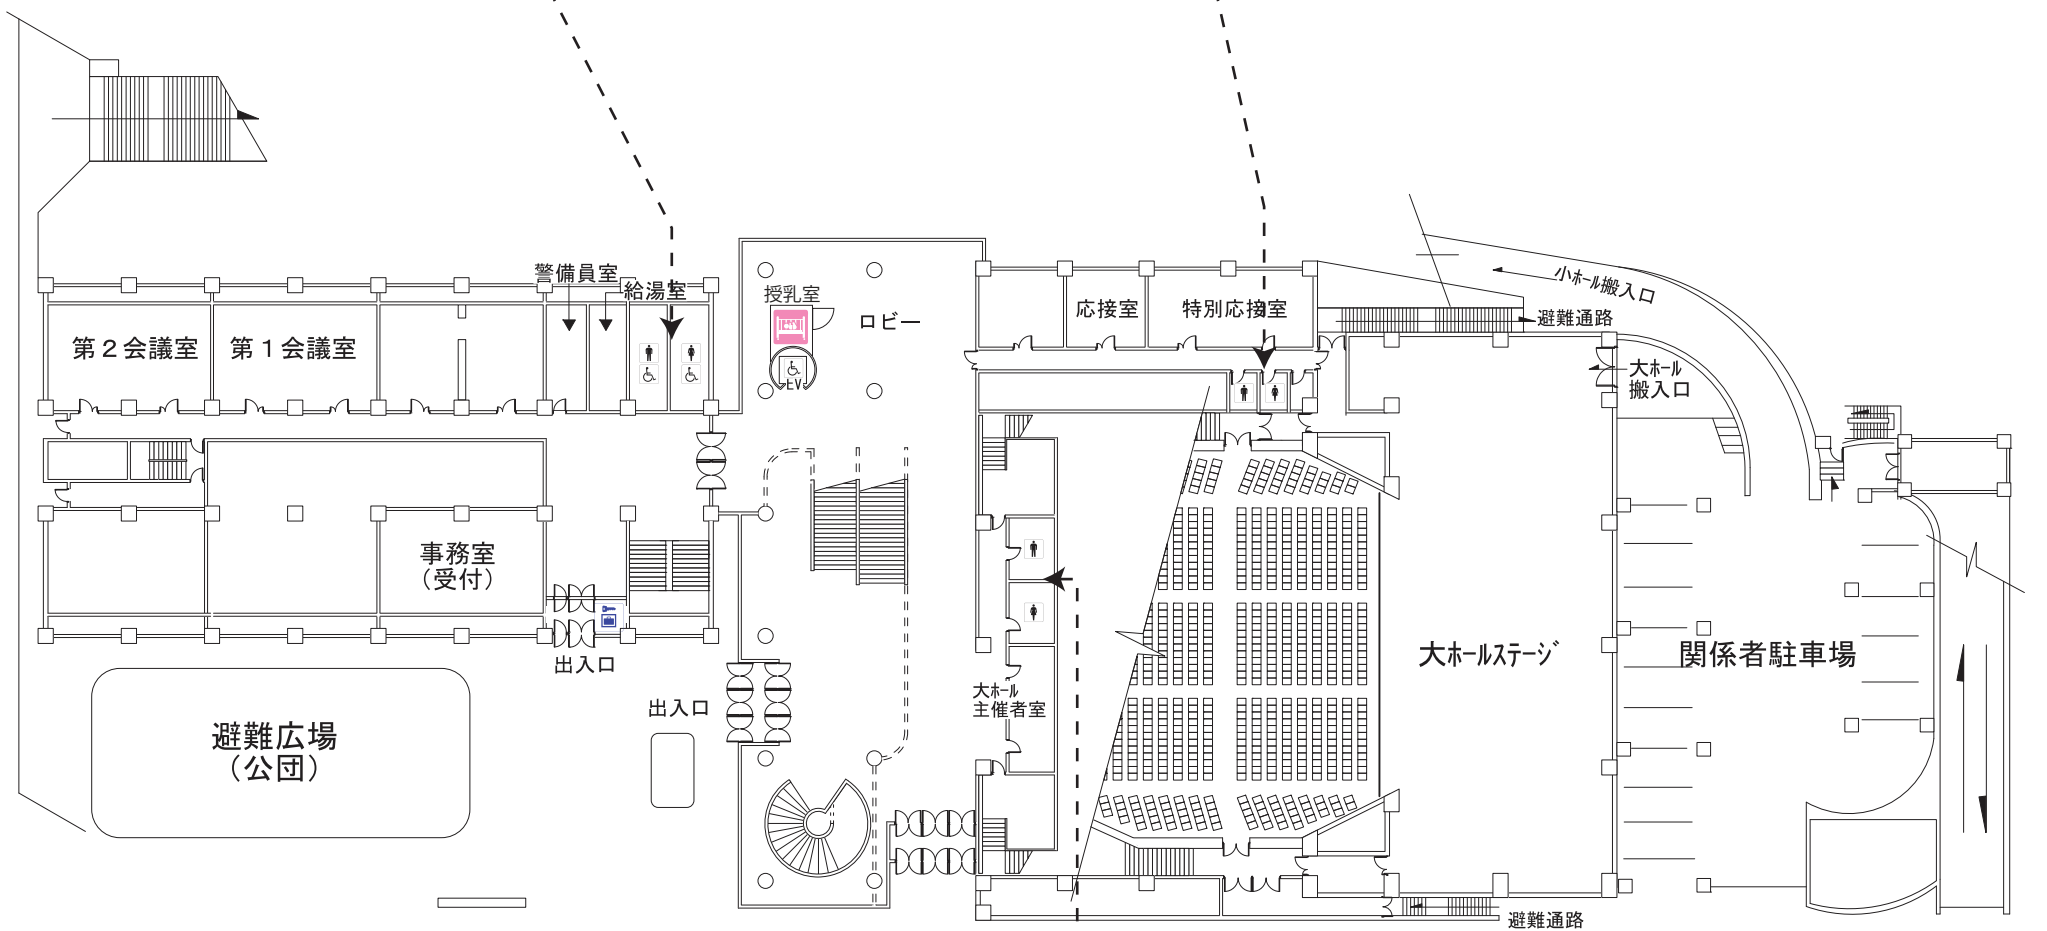 警備員室
給湯室
授乳室
ロビー
EV
第２会議室
第１会議室
応接室
特別応接室
小ホール搬入口
避難通路
大ホール
搬入口
事務室
（受付）
出入口
出入口
大ホール
主催者室
大ホールステージ
関係者駐車場
避難広場
（公団）
避難通路